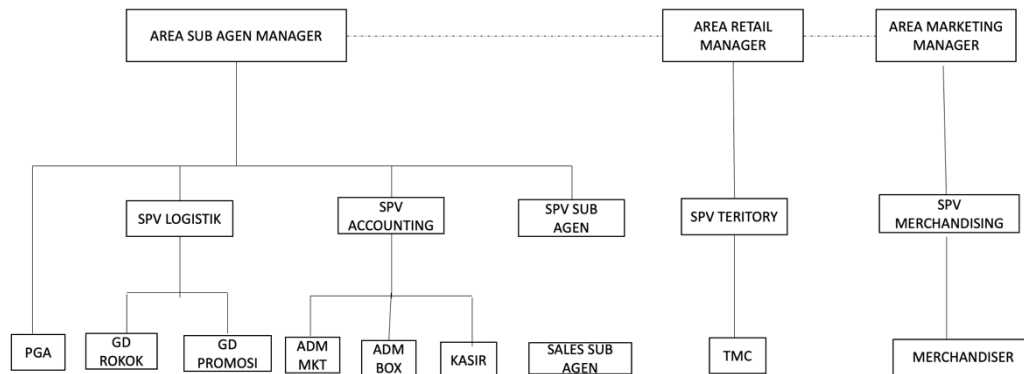 AREA SUB AGEN MANAGER
AREA RETAIL
MANAGER
AREA MARKETING
MANAGER
SPV LOGISTIK
SPV
ACCOUNTING
SPV SUB
AGEN
SPV TERITORY
SPV
MERCHANDISING
PGA
GD
ROKOK
GD
PROMOSI
ADM
MKT
ADM
BOX
KASIR
SALES SUB
AGEN
TMC
MERCHANDISER